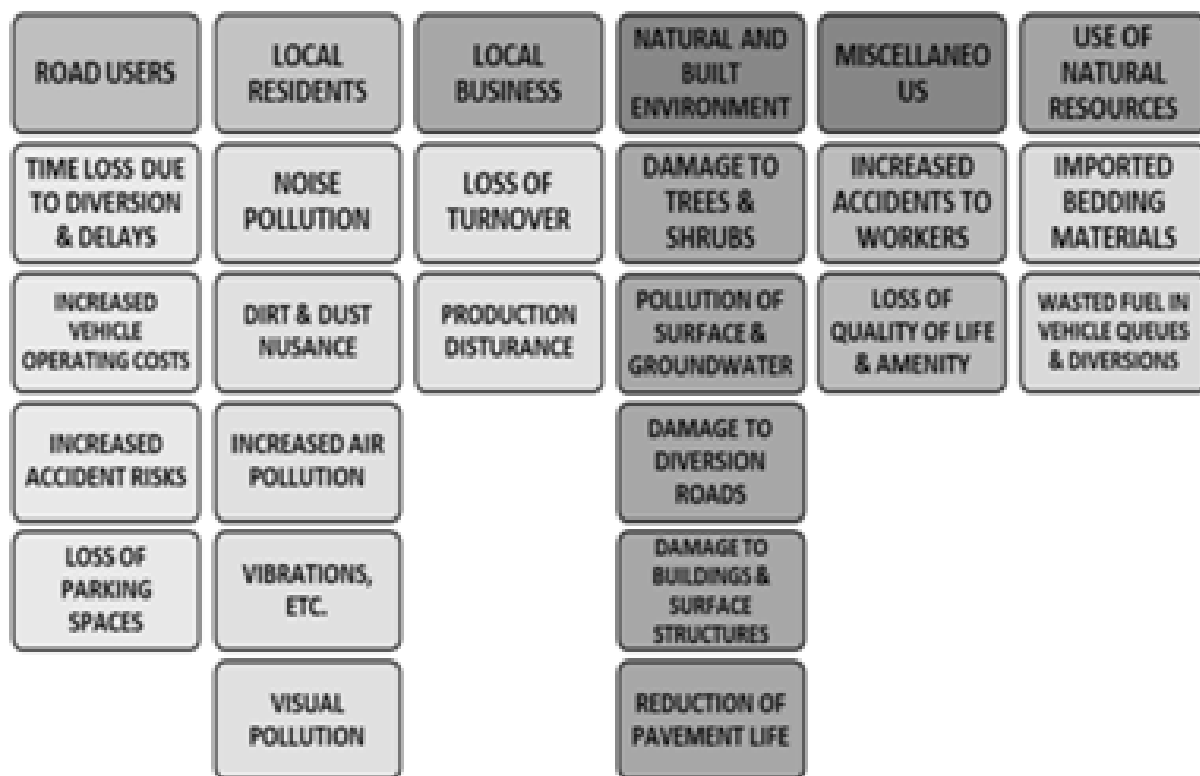 ROAD USERS
TIME LOSS DUE
TO DIVERSION
& DELAYS
INCREASED
VEHICLE
OPERATING COSTS
INCREASED
ACCIDENT RISKS
LOSS OF
PARKING
SPACES
LOCAL
RESIDENTS
NOISE
POLLUTION
DIRT & DUST
NUSANCE
INCREASED AIR
POLLUTION
VIBRATIONS,
ETC.
VISUAL
POLLUTION
LOCAL
BUSINESS
LOSS OF
TURNOVER
PRODUCTION
DISTURANCE
NATURAL AND
BUILT
ENVIRONMENT
DAMAGE TO
TREES &
SHRUBS
POLLUTION OF
SURFACE &
GROUNDWATER
DAMAGE TO
DIVERSION
ROADS
DAMAGE TO
BUILDINGS &
SURFACE
STRUCTURES
REDUCTION OF
PAVEMENT LIFE
MISCELLANEO
US
INCREASED
ACCIDENTS TO
WORKERS
LOSS OF
QUALITY OF LIFE
& AMENITY
USE OF
NATURAL
RESOURCES
IMPORTED
BEDDING
MATERIALS
WASTED FUEL IN
VEHICLE QUEUES
& DIVERSIONS